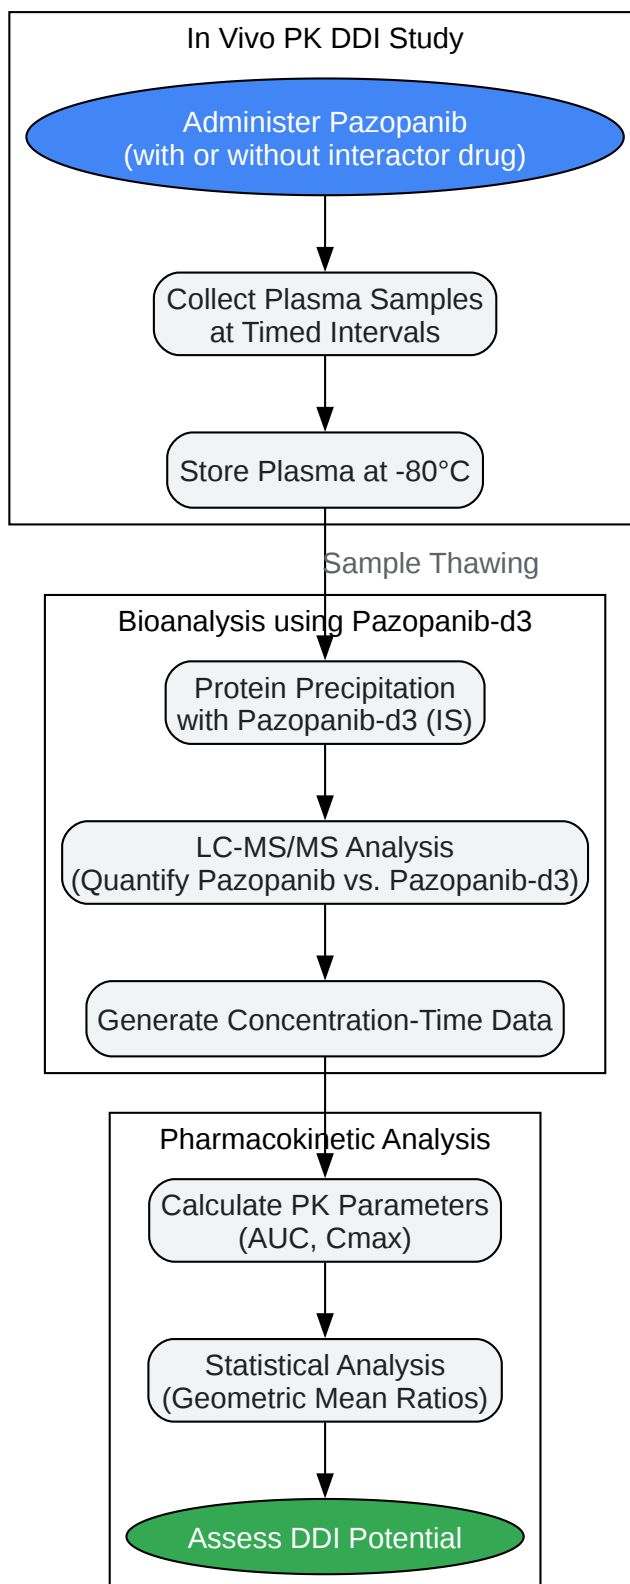 In Vivo PK DDI Study
Administer Pazopanib
(with or without interactor drug)
Collect Plasma Samples
at Timed Intervals
Store Plasma at -80°C
Sample Thawing
Bioanalysis using Pazopanib-d3
Protein Precipitation
with Pazopanib-d3 (IS)
LC-MS/MS Analysis
(Quantify Pazopanib vs. Pazopanib-d3)
Generate Concentration-Time Data
Pharmacokinetic Analysis
Calculate PK Parameters
(AUC, Cmax)
Statistical Analysis
(Geometric Mean Ratios)
Assess DDI Potential